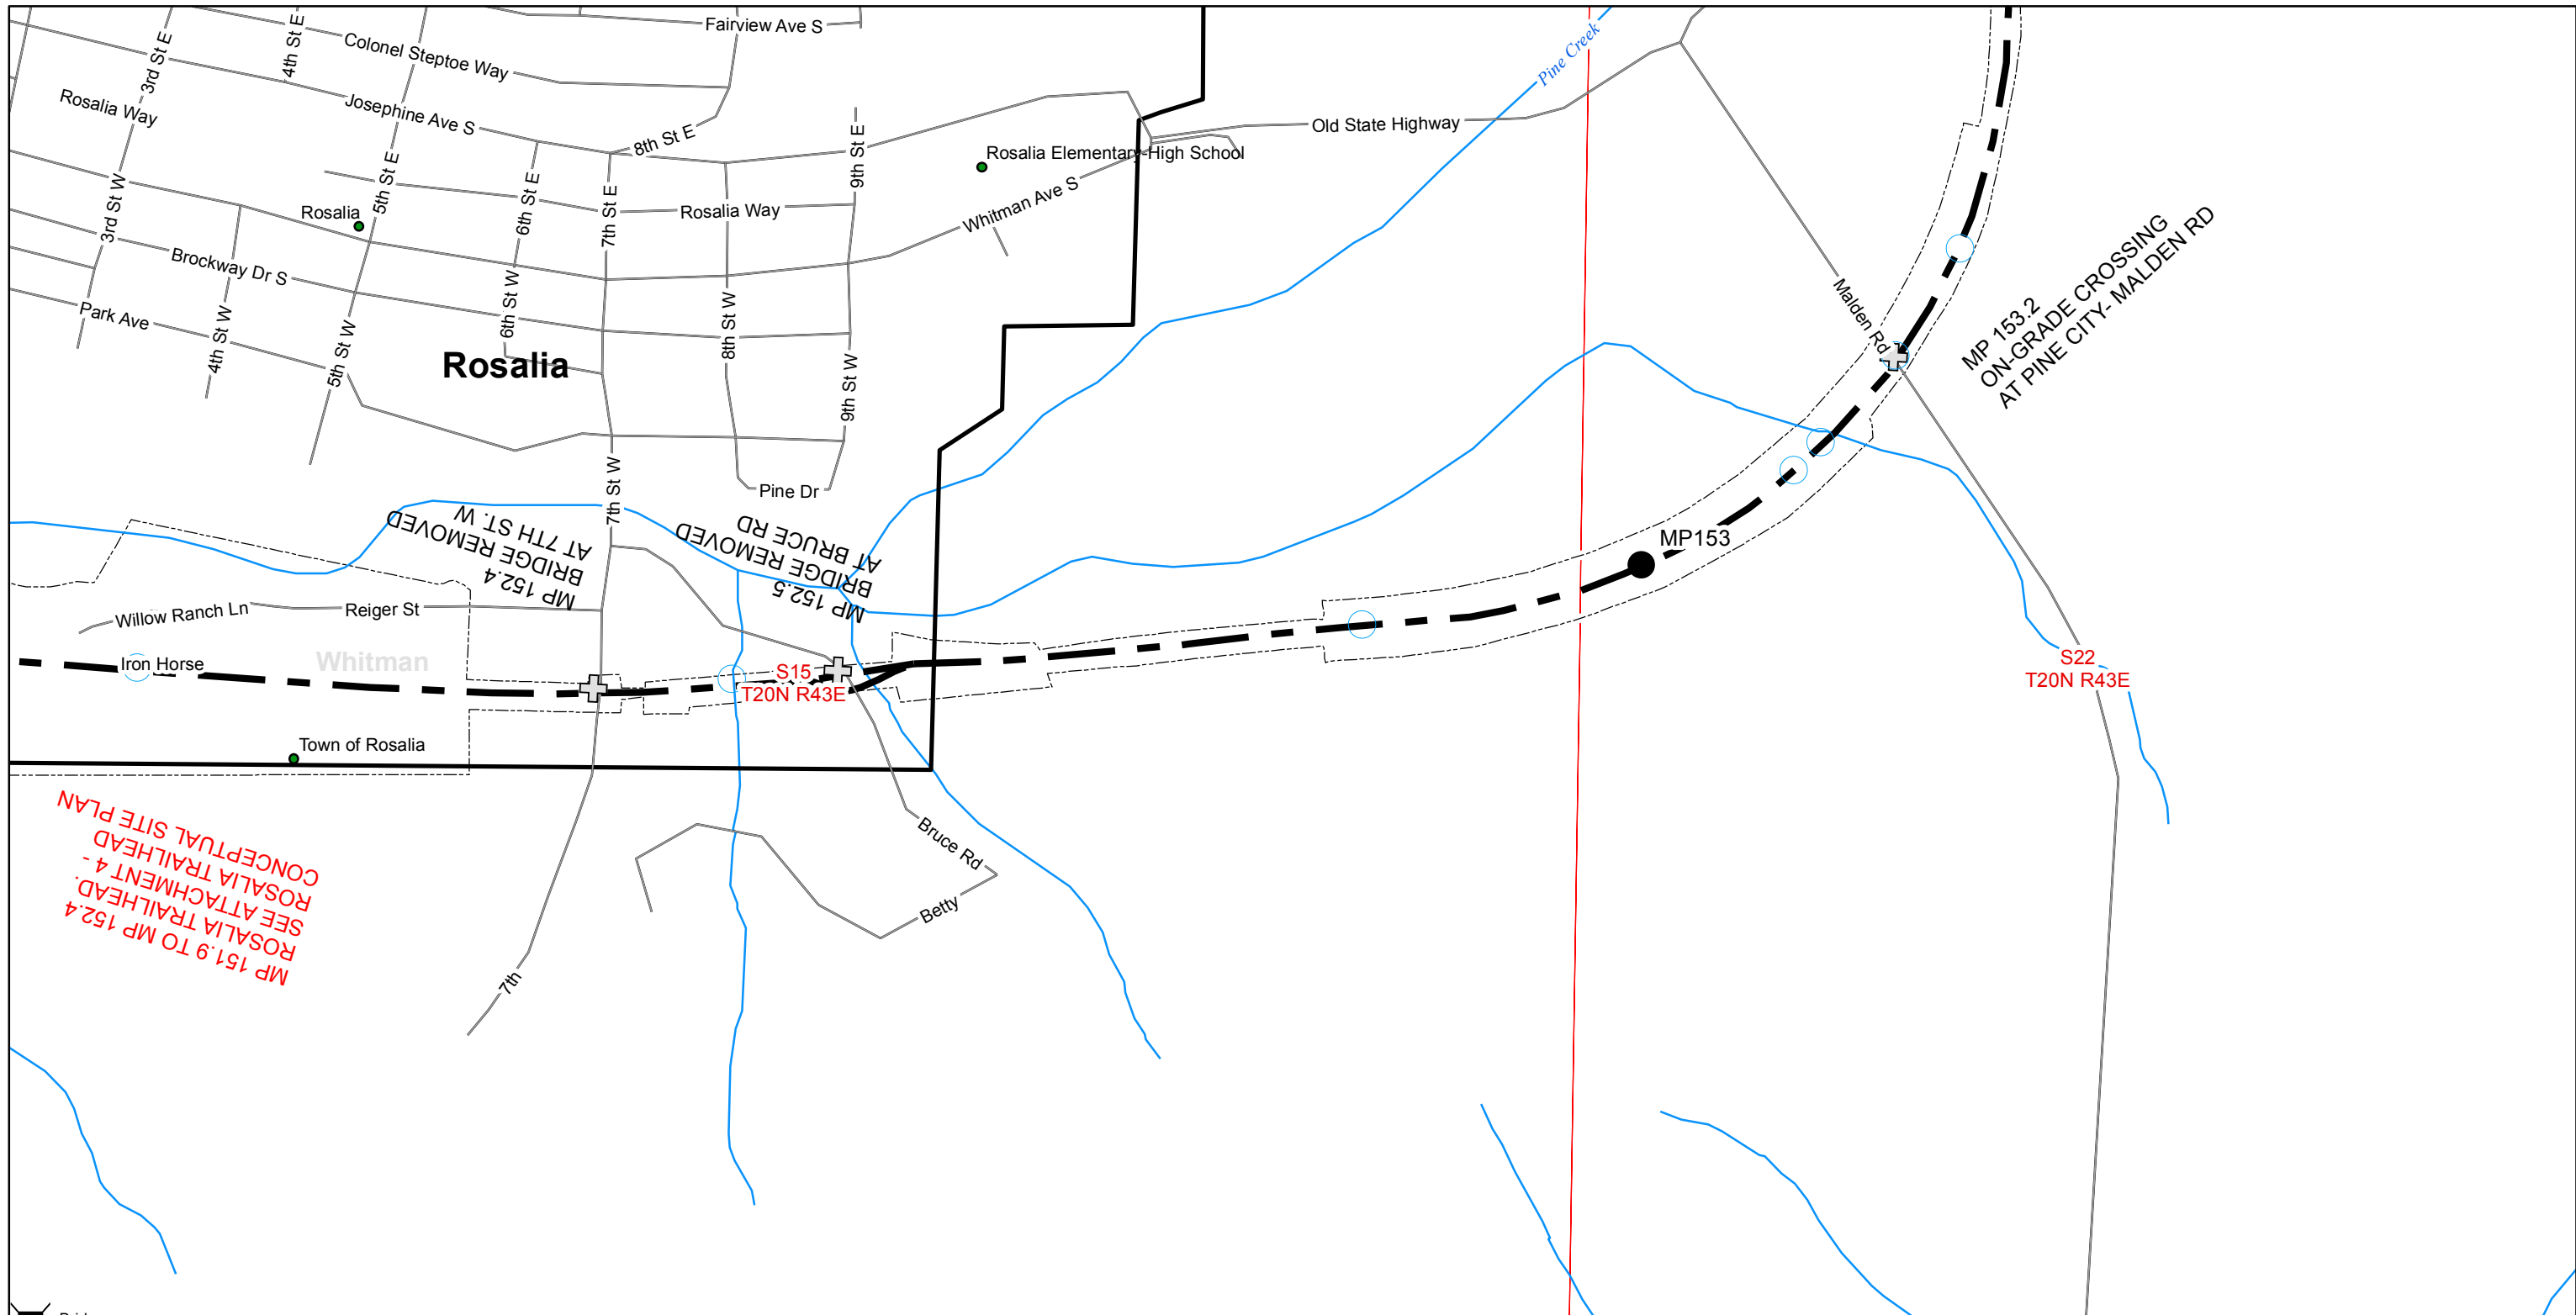 Fairview Ave S
Colonel Steptoe Way
4th St E
3rd St E
Pine Creek
Rosalia Way
Josephine Ave S
8th St E
9th St E
Old State Highway
Rosalia Elementary-High School
5th St E
6th St E
7th St E
Rosalia Way
Whitman Ave S
3rd St W
Rosalia
Brockway Dr S
Park Ave
4th St W
5th St W
6th St W
8th St W
9th St W
Rosalia
Malden Rd
MP 153.2
ON-GRADE CROSSING
AT PINE CITY- MALDEN RD
7th St W
Pine Dr
MP 152.4
BRIDGE REMOVED
AT 7TH ST. W
MP 152.5
BRIDGE REMOVED
At BRUCE RD
MP153
Willow Ranch Ln
Reiger St
Iron Horse
Whitman
S15
T20N R43E
S22
T20N R43E
Town of Rosalia
MP 151.9 TO MP 152.4
ROSALIA TRAILHEAD.
SEE ATTACHMENT 4 -
ROSALIA TRAILHEAD
CONCEPTUAL SITE PLAN
Bruce Rd
Betty
7th